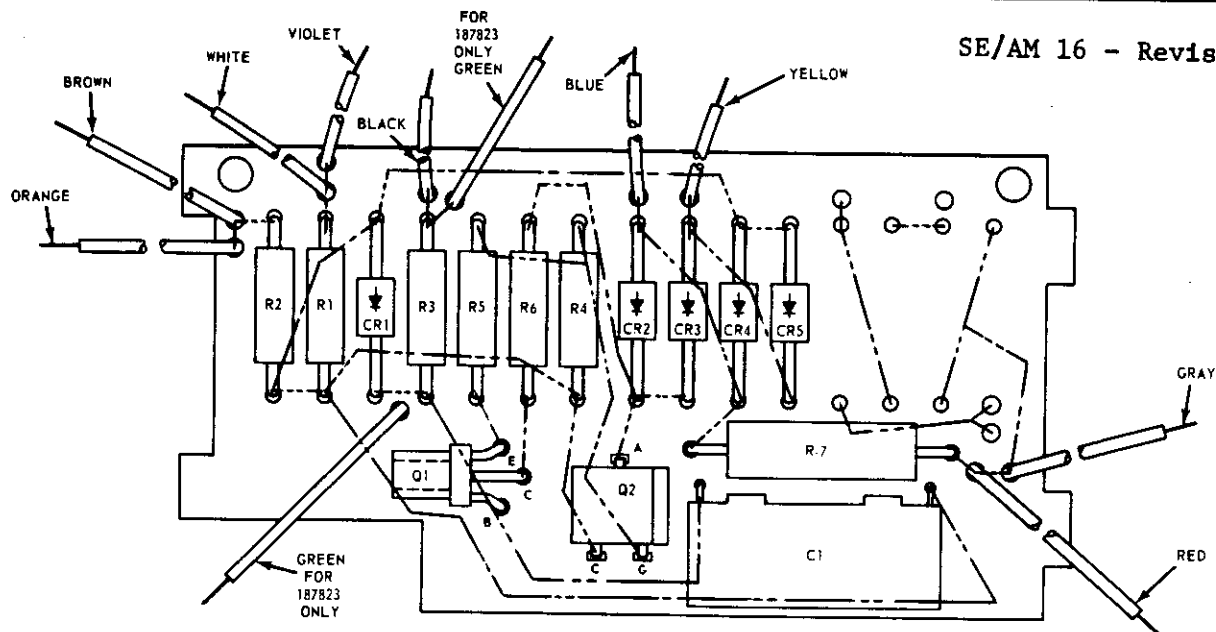 SE/AM 16 - Revis
FOR
187823
ONLY
GREEN
VIOLET
WHITE
BLUE
YELLOW
BROWN
BLACK
ORANGE
R2
R1
CR1
R3
R5
R6
R4
CR2
CR3
CR4
CR5
GRAY
R-7
A
E
Q1
C
Q2
B
C
G
C1
GREEN
FOR
187823
ONLY
RED